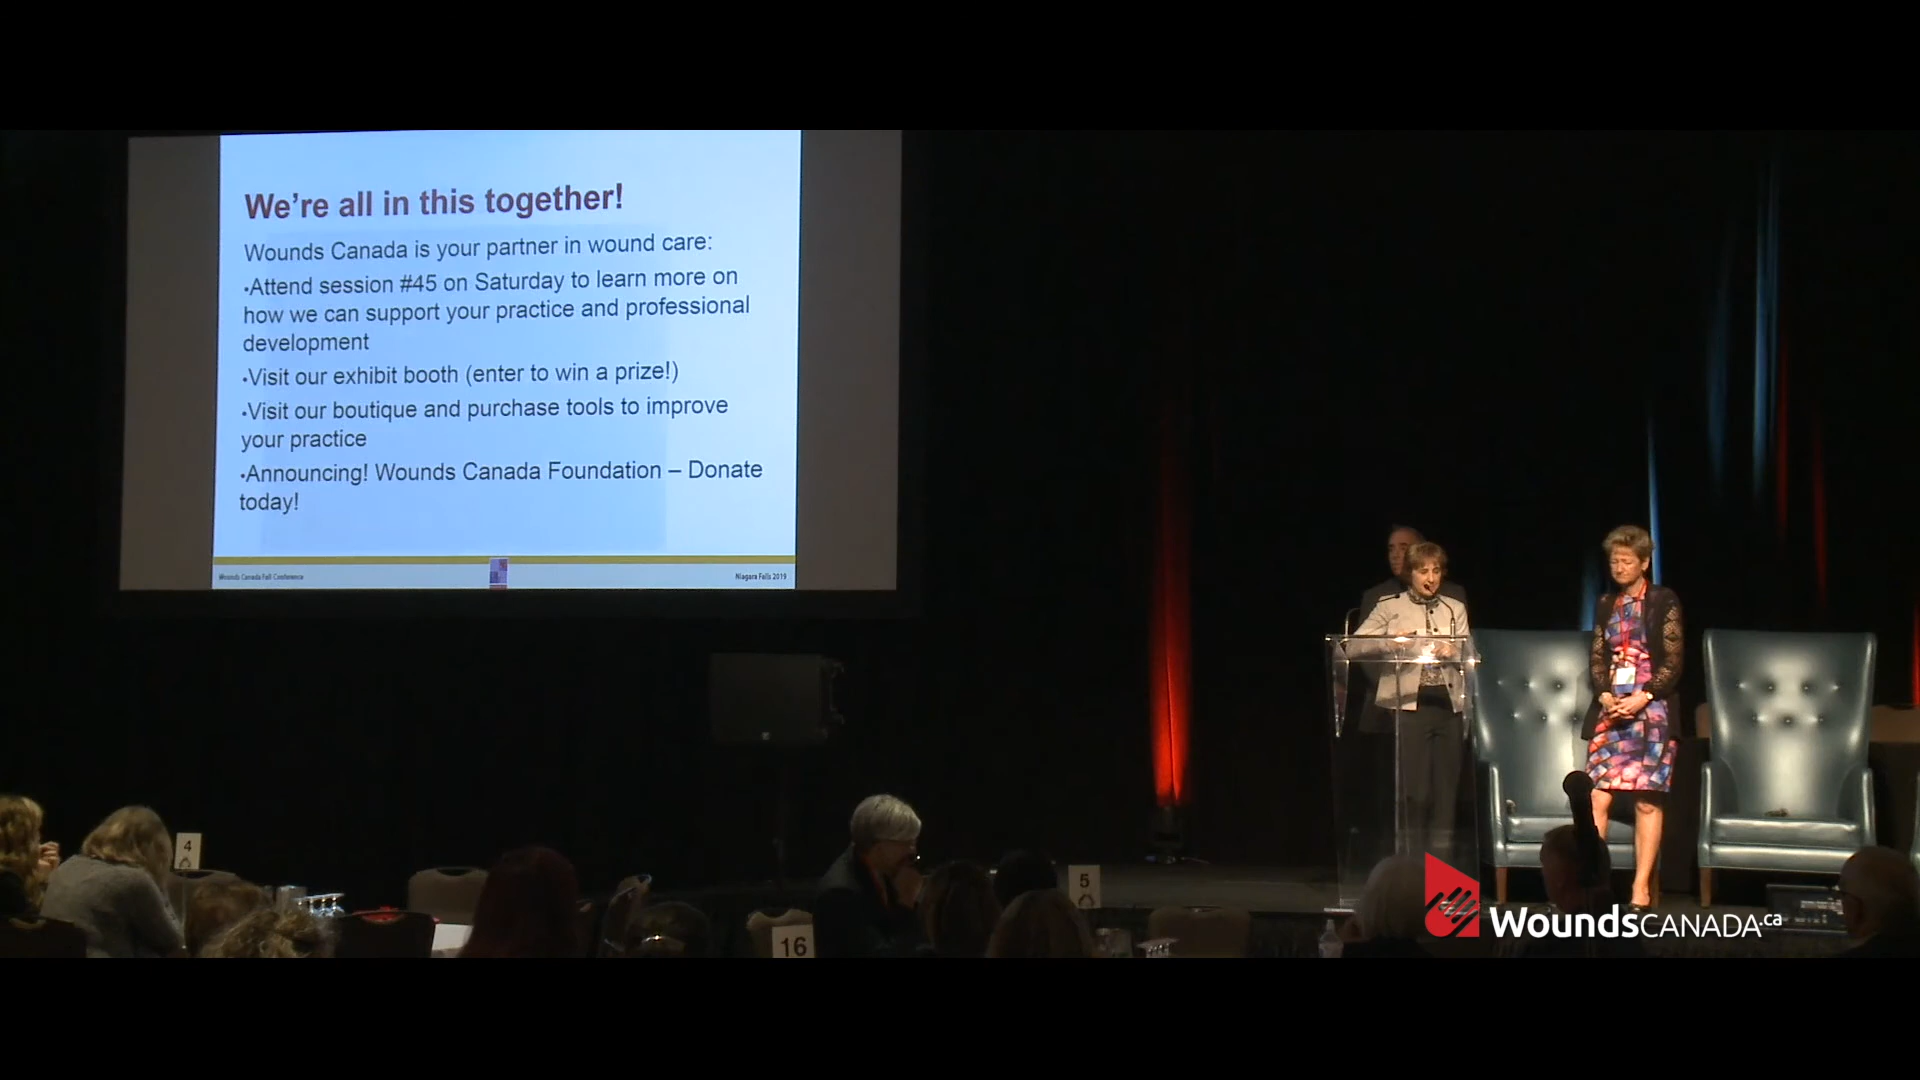 We're all in this together!
Wounds Canada is your partner in wound care:
•Attend session #45 on Saturday to learn more on
how we can support your practice and professional
development
•Visit our exhibit booth (enter to win a prize!)
•Visit our boutique and purchase tools to improve
your practice
•Announcing! Wounds Canada Foundation – Donate
today!
Wounds Canada Fall Conference
Niagara Falls 2019
4
5
16
WoundsCANADA.ca